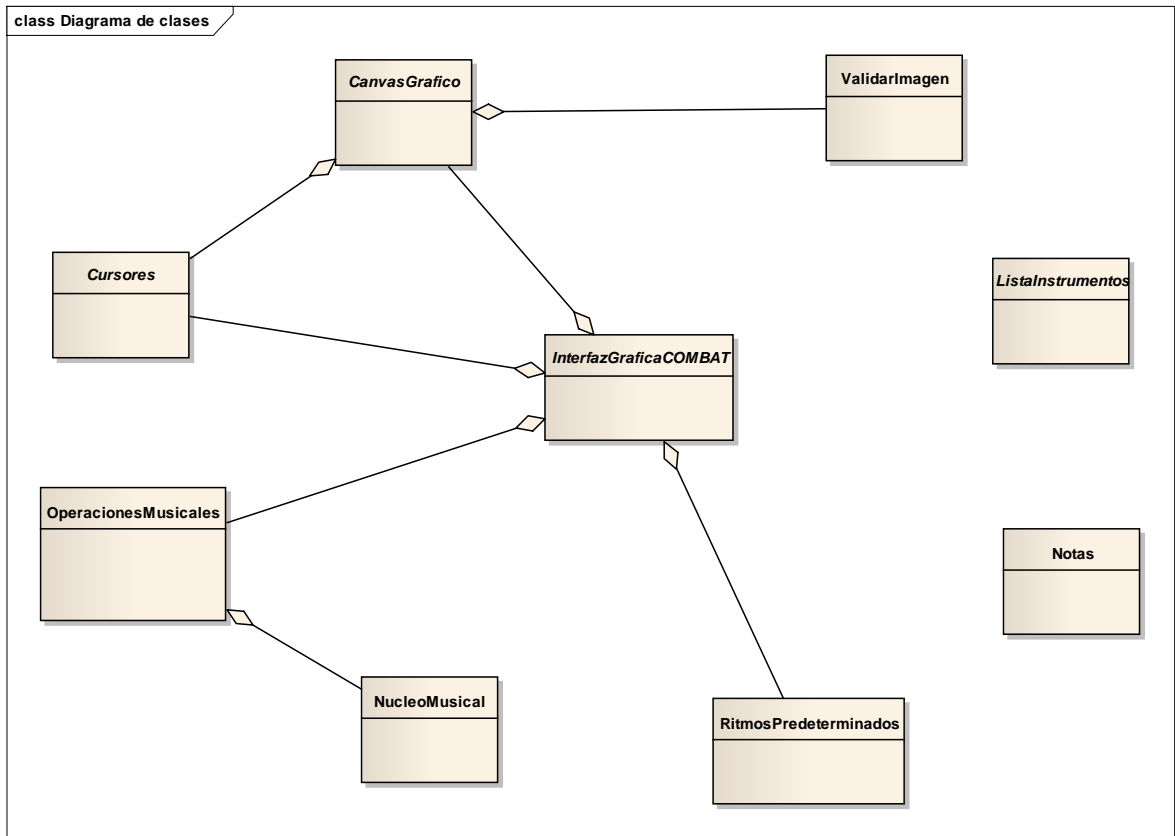 class Diagrama de clases
CanvasGrafico
ValidarImagen
Cursores
ListaInstrumentos
InterfazGraficaCOMBAT
OperacionesMusicales
Notas
NucleoMusical
RitmosPredeterminados